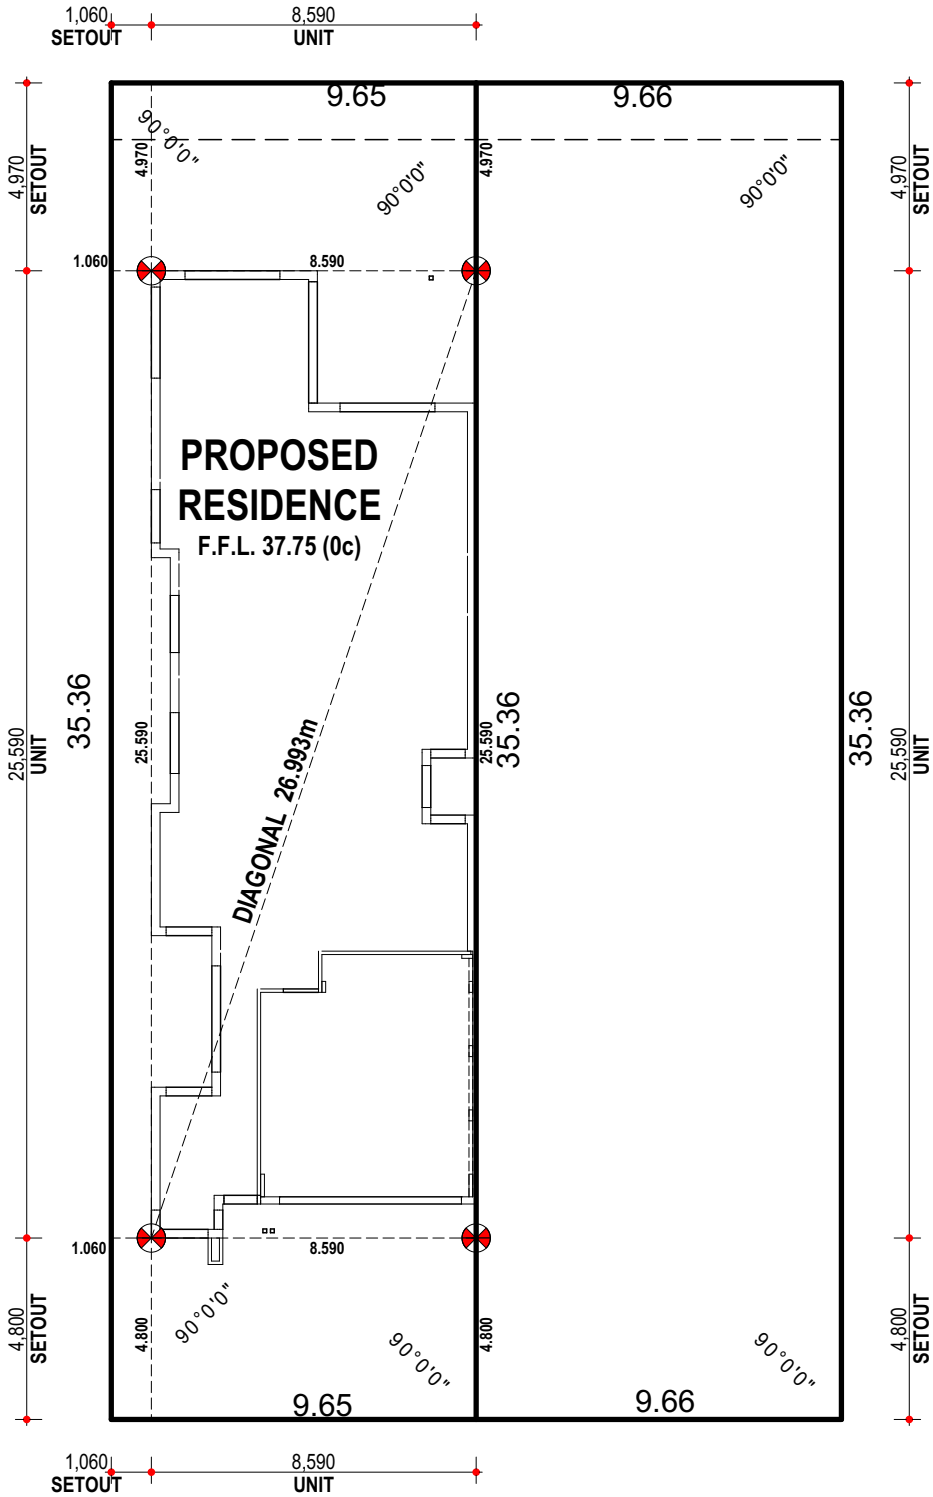 1,060
8,590
SETOUT
UNIT
9.65
9.66
90°0'0"
90°0'0"
90°0'0"
4.970
4.970
4,970
SETOUT
4,970
SETOUT
1.060
8.590
PROPOSED
RESIDENCE
F.F.L. 37.75 (0c)
35.36
35.36
35.36
25,590
UNIT
25.590
25.590
25,590
UNIT
DIAGONAL 26.993m
1.060
8.590
90°0'0"
90°0'0"
90°0'0"
4.800
4.800
4,800
SETOUT
4,800
SETOUT
9.65
9.66
1,060
8,590
SETOUT
UNIT